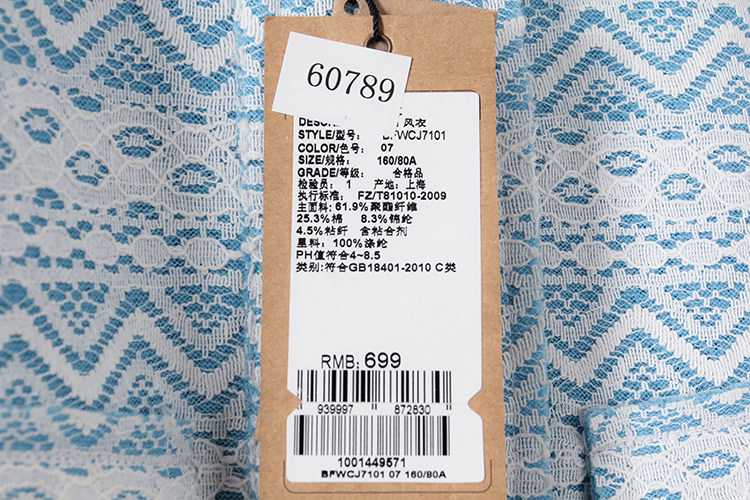 60789
风衣
STYLE/型号: BFWCJ7101
COLOR/色号: 07
SIZE/规格: 160/80A
GRADE/等级: 合格品
检验员: 1 产地: 上海
执行标准: FZ/T81010-2009
主面料: 61.9%聚酯纤维
25.3%棉 8.3%锦纶
4.5%粘纤 含粘合剂
里料: 100%涤纶
PH值符合4~8.5
类别:符合GB18401-2010 C类
RMB: 699
939997 872830
1001449571
BFWCJ7101 07 160/80A